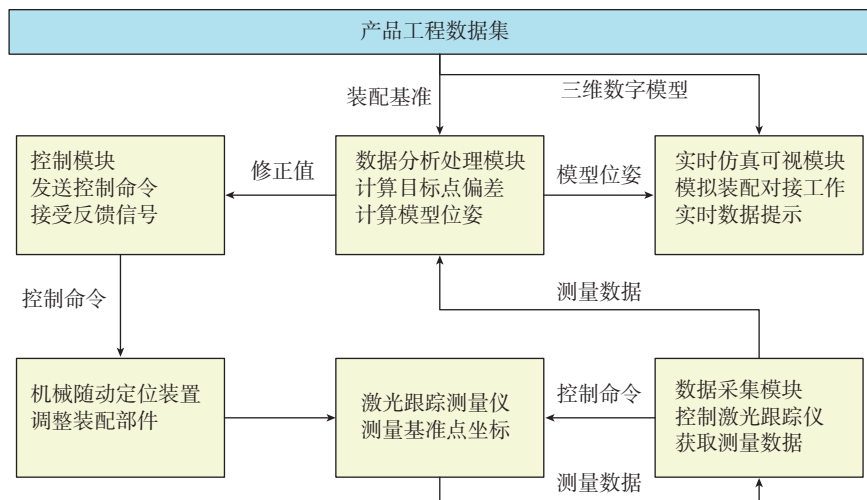 产品工程数据集
装配基准
三维数字模型
控制模块
发送控制命令
接受反馈信号
修正值
数据分析处理模块
计算目标点偏差
计算模型位姿
模型位姿
实时仿真可视模块
模拟装配对接工作
实时数据提示
控制命令
测量数据
机械随动定位装置
调整装配部件
激光跟踪测量仪
测量基准点坐标
控制命令
数据采集模块
控制激光跟踪仪
获取测量数据
测量数据